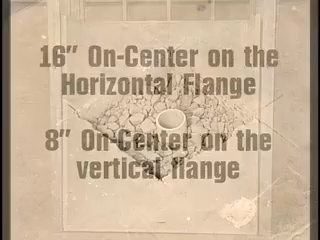 16” On-Center on the
Horizontal Flange
8” On-Center on the
vertical flange